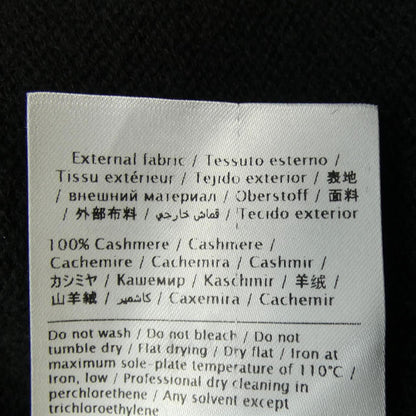 External fabric / Tessuto esterno /
Tissu extérieur / Tejido exterior / 表地
/ внешний материал / Oberstoff / 面料
/ 外部布料 / قماش خارجي / Tecido exterior
100% Cashmere / Cashmere /
Cachemire / Cachemira / Cashmir /
カシミヤ / Кашемир / Kaschmir / 羊绒 /
山羊絨 / كاشمير / Caxemira / Cachemir
Do not wash / Do not bleach / Do not
tumble dry / Flat drying / Dry flat / Iron at
maximum sole-plate temperature of 110°C /
Iron, low / Professional dry cleaning in
perchlorethene / Any solvent except
trichloroethylene